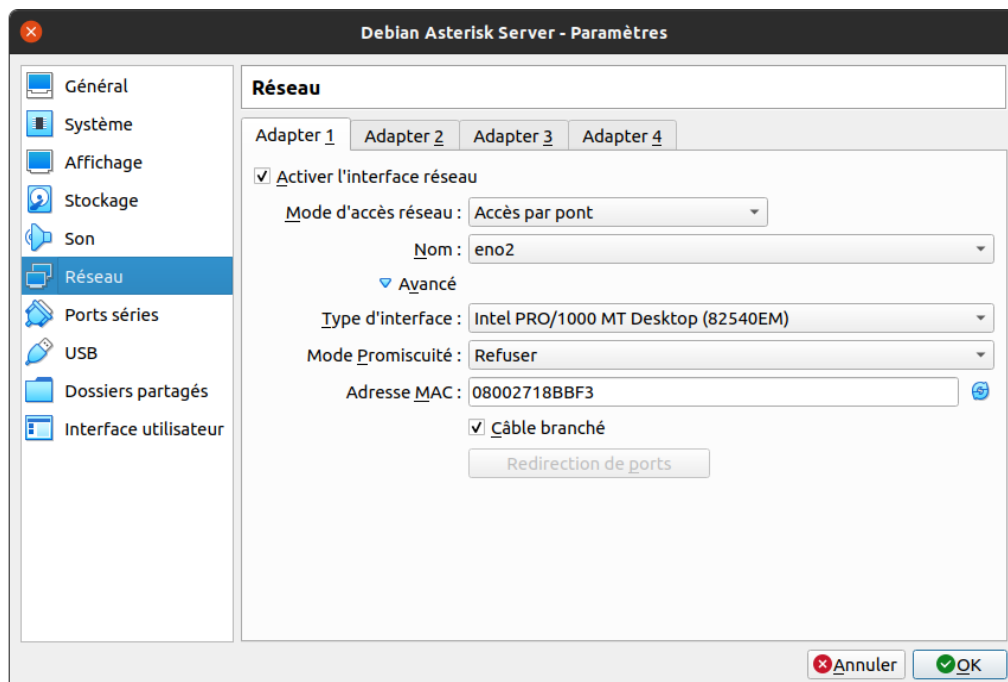 Debian Asterisk Server - Paramètres
Général
Système
Affichage
Stockage
Son
Réseau
Ports séries
USB
Dossiers partagés
Interface utilisateur
Réseau
Adapter 1 Adapter 2 Adapter 3 Adapter 4
Activer l'interface réseau
Mode d'accès réseau : Accès par pont
Nom : eno2
Avancé
Type d'interface : Intel PRO/1000 MT Desktop (82540EM)
Mode Promiscuité : Refuser
Adresse MAC : 08002718BBF3
Câble branché
Redirection de ports
Annuler OK